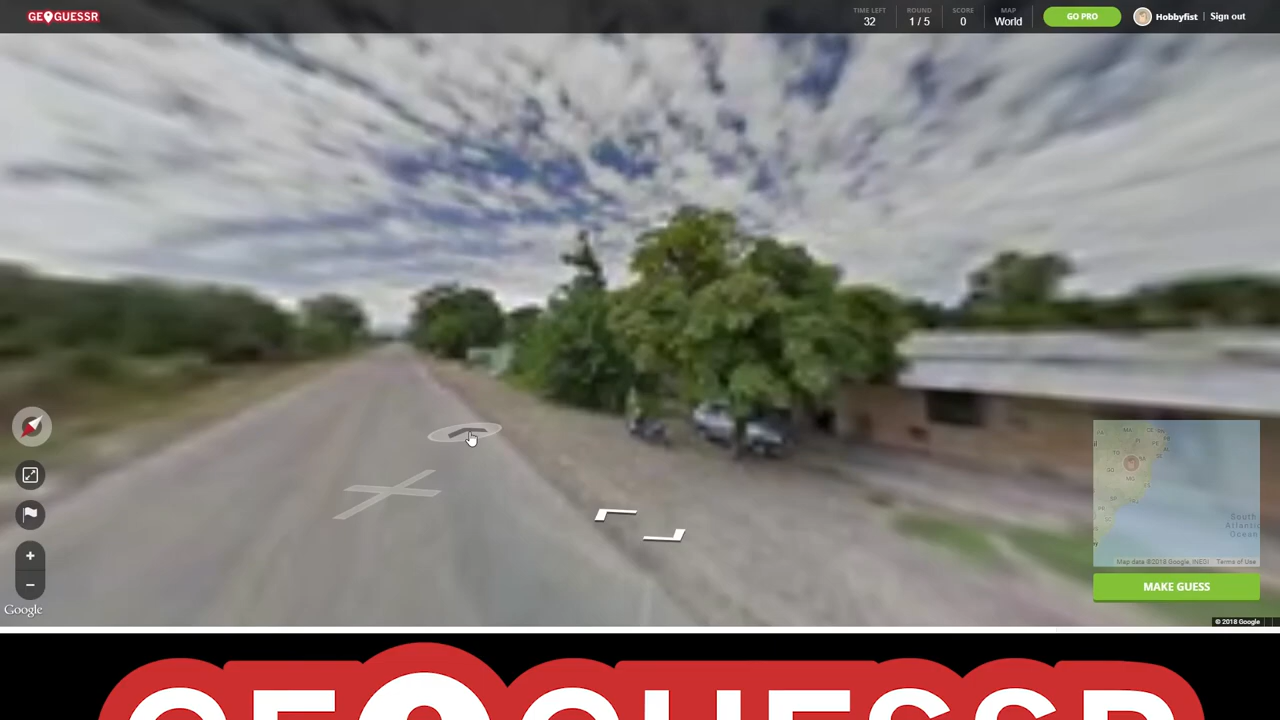 GEOGUESSR
TIME LEFT
32
ROUND
1 / 5
SCORE
0
MAP
World
GO PRO
Hobbyfist
Sign out
South
Atlantic
Ocean
Map data ©2018 Google, INEGI
Terms of Use
MAKE GUESS
Google
© 2018 Google
GEOGUESSR